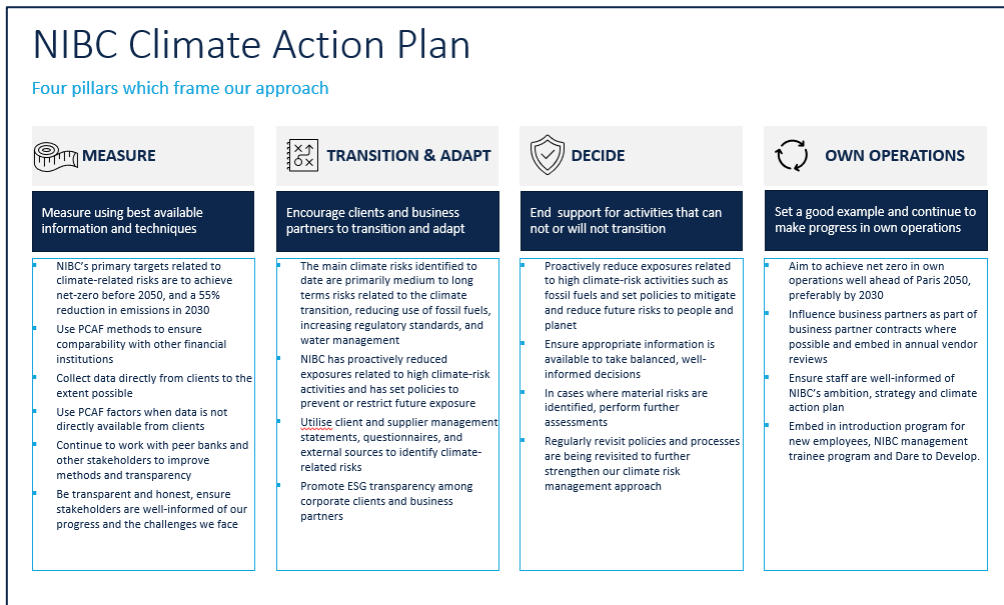 NIBC Climate Action Plan
Four pillars which frame our approach
MEASURE
Measure using best available
information and techniques
NIBC's primary targets related to
climate-related risks are to achieve
net-zero before 2050, and a 55%
reduction in emissions in 2030
Use PCAF methods to ensure
comparability with other financial
institutions
Collect data directly from clients to the
extent possible
Use PCAF factors when data is not
directly available from clients
Continue to work with peer banks and
other stakeholders to improve
methods and transparency
Be transparent and honest, ensure
stakeholders are well-informed of our
progress and the challenges we face
TRANSITION & ADAPT
Encourage clients and business
partners to transition and adapt
The main climate risks identified to
date are primarily medium to long
terms risks related to the climate
transition, reducing use of fossil fuels,
increasing regulatory standards, and
water management
NIBC has proactively reduced
exposures related to high climate-risk
activities and has set policies to
prevent or restrict future exposure
Utilise client and supplier management
statements, questionnaires, and
external sources to identify climate-
related risks
Promote ESG transparency among
corporate clients and business
partners
DECIDE
End support for activities that can
not or will not transition
Proactively reduce exposures related
to high climate-risk activities such as
fossil fuels and set policies to mitigate
and reduce future risks to people and
planet
Ensure appropriate information is
available to take balanced, well-
informed decisions
In cases where material risks are
identified, perform further
assessments
Regularly revisit policies and processes
are being revisited to further
strengthen our climate risk
management approach
OWN OPERATIONS
Set a good example and continue to
make progress in own operations
Aim to achieve net zero in own
operations well ahead of Paris 2050,
preferably by 2030
Influence business partners as part of
business partner contracts where
possible and embed in annual vendor
reviews
Ensure staff are well-informed of
NIBC's ambition, strategy and climate
action plan
Embed in introduction program for
new employees, NIBC management
trainee program and Dare to Develop.